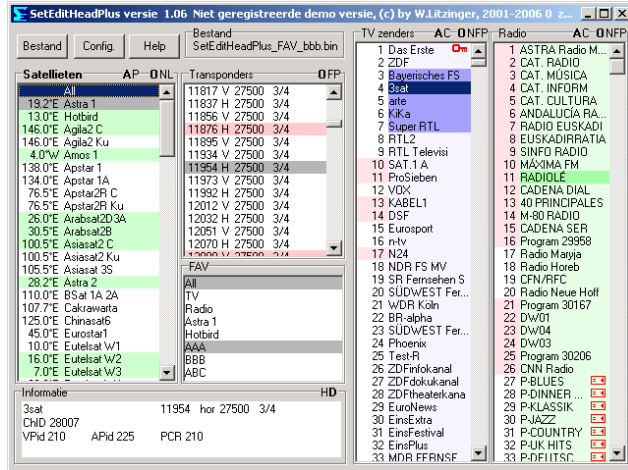 SetEditHeadPlus versie 1.06 Niet geregistreerde demo versie, (c) by W.Litzinger, 2001-2006 0 z...
Bestand
Config.
Help
Bestand
SetEditHeadPlus_FAV_bbb.bin
Satellieten A P O N L
All
19.2°E Astra 1
13.0°E Hotbird
146.0°E Agila2 C
146.0°E Agila2 Ku
4.0°W Amos 1
138.0°E Apstar 1
134.0°E Apstar 1A
76.5°E Apstar2R C
76.5°E Apstar2R Ku
26.0°E Arabsat2D3A
30.5°E Arabsat2B
100.5°E Asiasat2 C
100.5°E Asiasat2 Ku
105.5°E Asiasat 3S
28.2°E Astra 2
110.0°E BSat 1A 2A
107.7°E Cakrawarta
125.0°E Chinasat6
45.0°E Eurostar1
10.0°E Eutelsat W1
16.0°E Eutelsat W2
7.0°E Eutelsat W3
Transponders O F P
11817 V 27500 3/4
11837 H 27500 3/4
11856 V 27500 3/4
11876 H 27500 3/4
11895 V 27500 3/4
11934 V 27500 3/4
11954 H 27500 3/4
11973 V 27500 3/4
11992 H 27500 3/4
12012 V 27500 3/4
12032 H 27500 3/4
12051 V 27500 3/4
12070 H 27500 3/4
12090 V 27500 3/4
FAV
All
TV
Radio
Astra 1
Hotbird
AAA
BBB
ABC
Informatie HD
3sat 11954 hor 27500 3/4
ChID 28007
VPid 210 APid 225 PCR 210
TV zenders A C O N F P
1 Das Erste
2 ZDF
3 Bayerisches FS
4 3sat
5 arte
6 KiKa
7 Super RTL
8 RTL2
9 RTL Televisi
10 SAT.1 A
11 ProSieben
12 VOX
13 KABEL1
14 DSF
15 Eurosport
16 n-tv
17 N24
18 NDR FS MV
19 SR Fernsehen S
20 SÜDWEST Fer...
21 WDR Köln
22 BR-alpha
23 SÜDWEST Fer...
24 Phoenix
25 Test-R
26 ZDFinfokanal
27 ZDFdokukanal
28 ZDFtheaterkana
29 EuroNews
30 EinsExtra
31 EinsFestival
32 EinsPlus
33 MDR FERNSE
Radio A C O N F P
1 ASTRA Radio M...
2 CAT. RADIO
3 CAT. MÚSICA
4 CAT. INFORM
5 CAT. CULTURA
6 ANDALUCÍA RA...
7 RADIO EUSKADI
8 EUSKADIRRATIA
9 SINFO RADIO
10 MÁXIMA FM
11 RADIOLÉ
12 CADENA DIAL
13 40 PRINCIPALES
14 M-80 RADIO
15 CADENA SER
16 Program 29958
17 Radio Maryja
18 Radio Horeb
19 CFN/RFC
20 Radio Neue Hoff
21 Program 30167
22 DW01
23 DW04
24 DW03
25 Program 30206
26 CNN Radio
27 P-BLUES
28 P-DINNER ...
29 P-KLASSIK
30 P-JAZZ
31 P-COUNTRY
32 P-UK HITS
33 P-DEUTSC